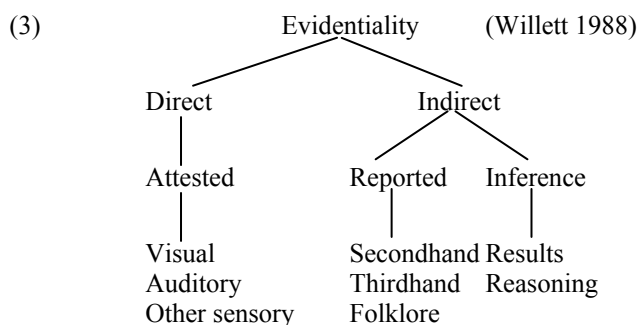 (3) Evidentiality (Willett 1988)
Direct Indirect
Attested Reported Inference
Visual Secondhand Results
Auditory Thirdhand Reasoning
Other sensory Folklore